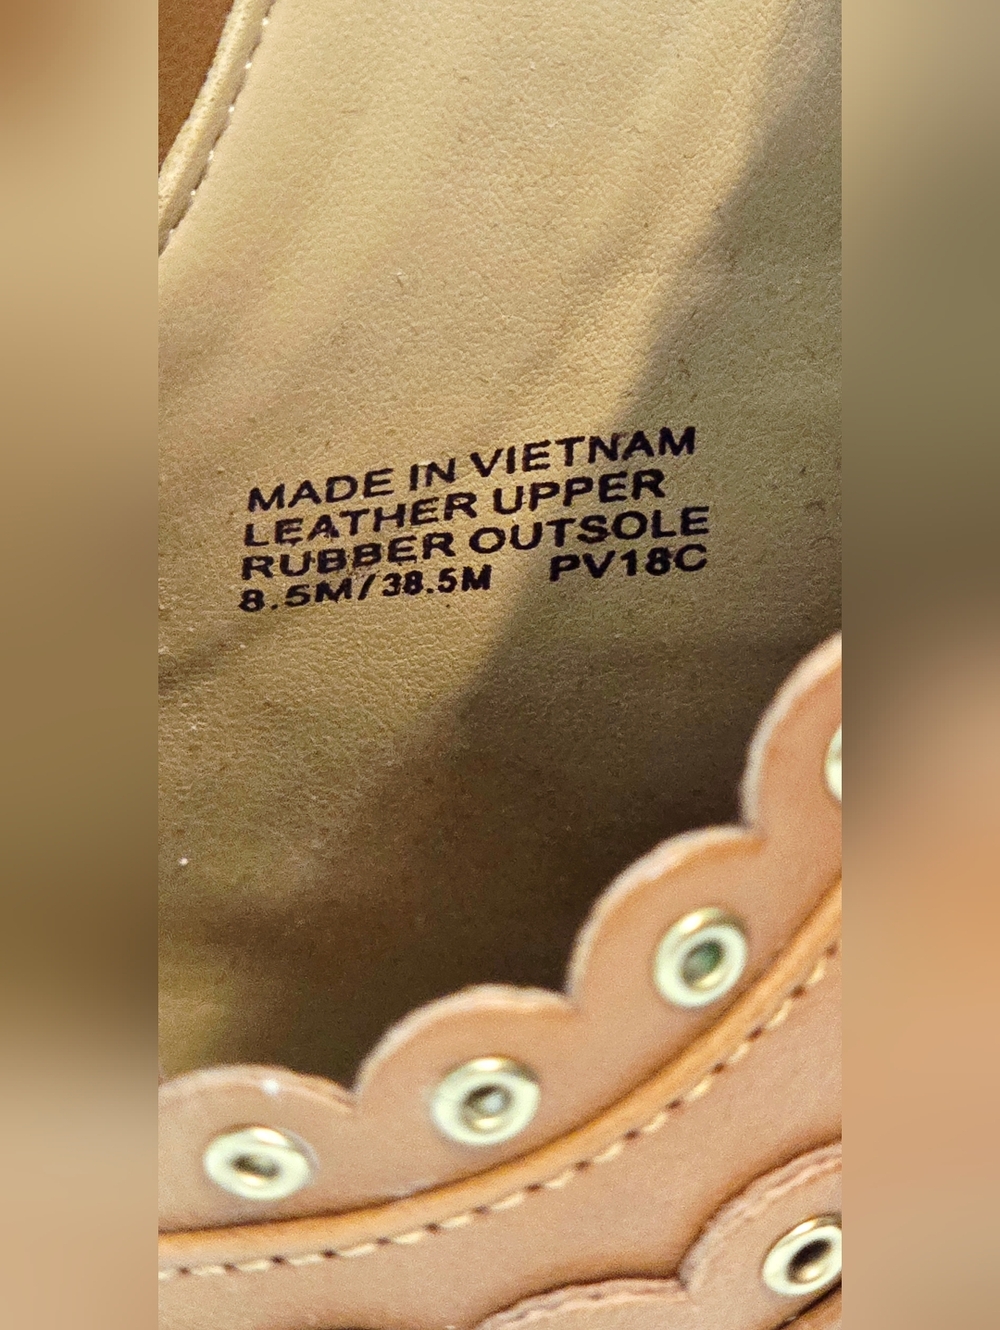 MADE IN VIETNAM
LEATHER UPPER
RUBBER OUTSOLE
8.5M/38.5M PV18C